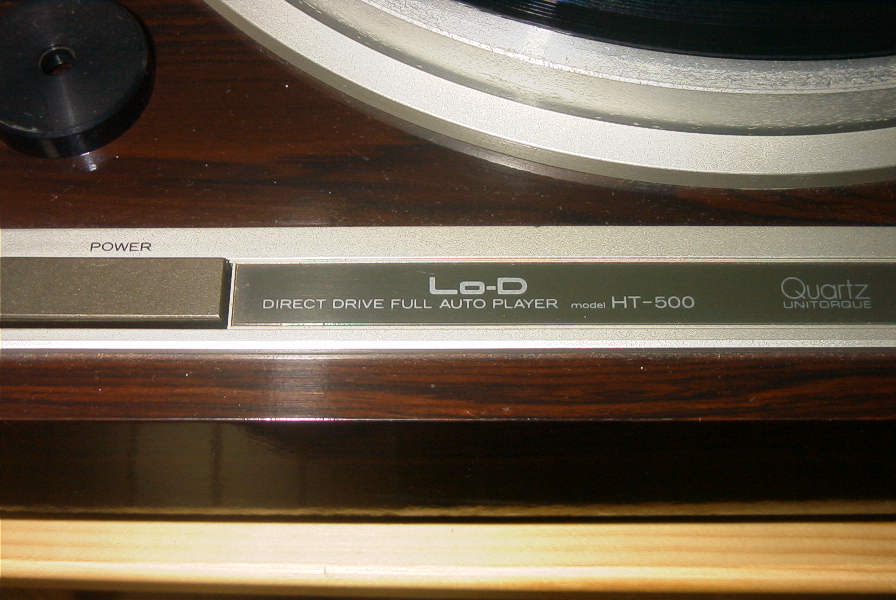 POWER
Lo-D
DIRECT DRIVE FULL AUTO PLAYER model HT-500
Quartz
UNITORQUE